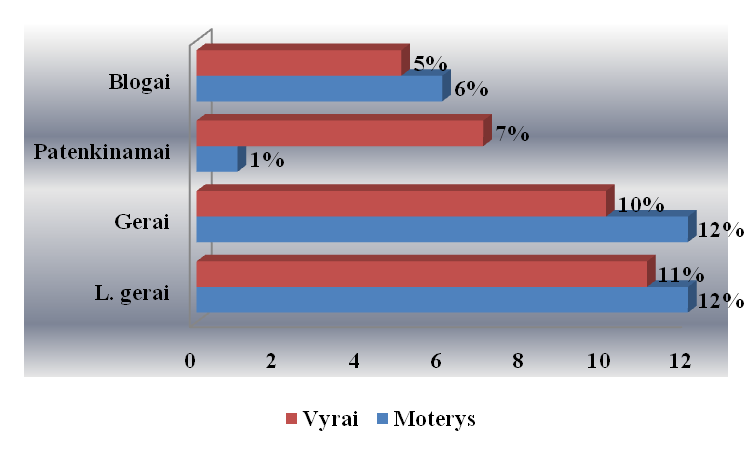 Blogai
5%
6%
Patenkinamai
7%
1%
Gerai
10%
12%
L. gerai
11%
12%
0 2 4 6 8 10 12
Vyrai Moterys